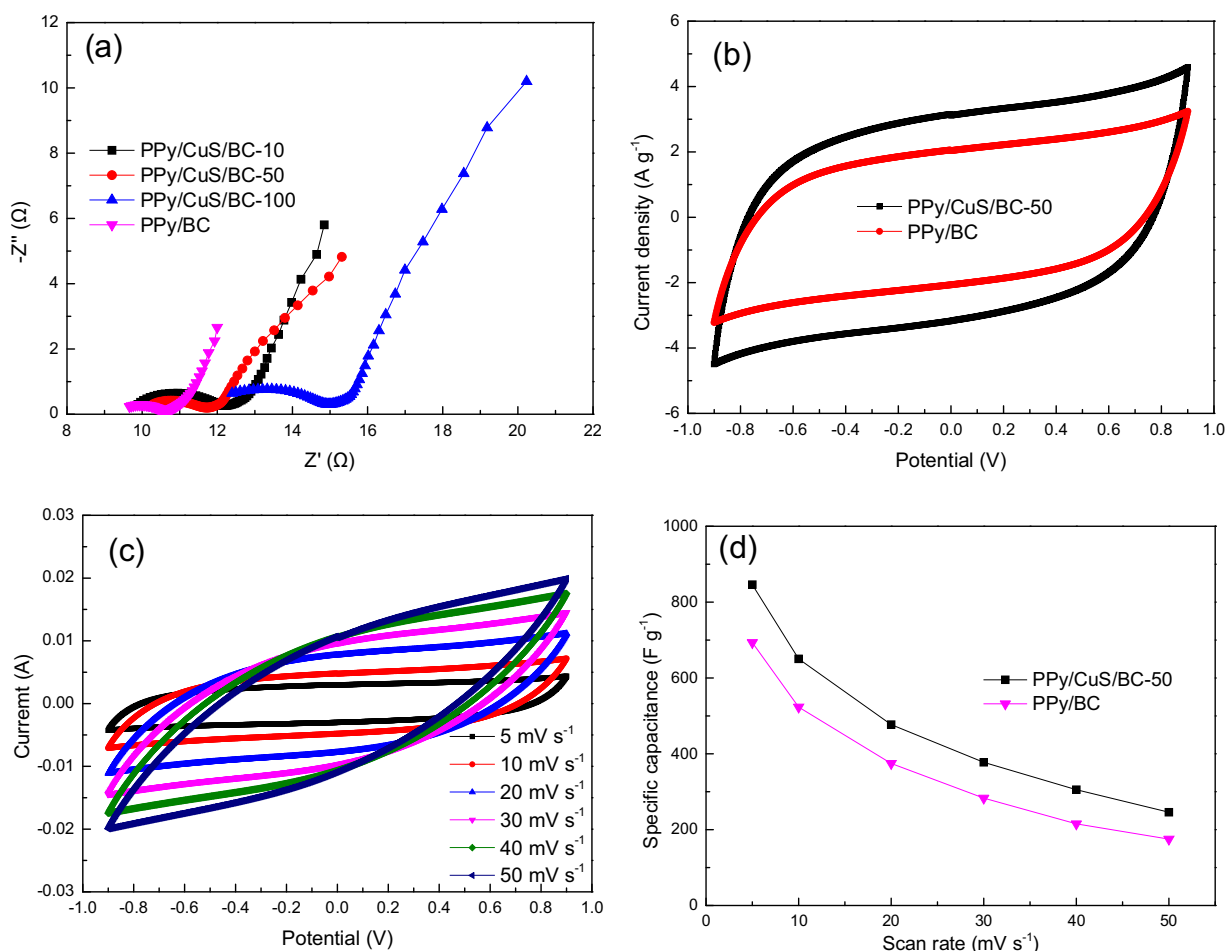 (a)
12
10
8
6
4
2
0
-Z'' (Ω)
PPy/CuS/BC-10
PPy/CuS/BC-50
PPy/CuS/BC-100
PPy/BC
8 10 12 14 16 18 20 22
Z' (Ω)
(b)
6
4
2
0
-2
-4
-6
Current density (A g⁻¹)
PPy/CuS/BC-50
PPy/BC
-1.0 -0.8 -0.6 -0.4 -0.2 0.0 0.2 0.4 0.6 0.8 1.0
Potential (V)
(c)
0.03
0.02
0.01
0.00
-0.01
-0.02
-0.03
Curremt (A)
5 mV s⁻¹
10 mV s⁻¹
20 mV s⁻¹
30 mV s⁻¹
40 mV s⁻¹
50 mV s⁻¹
-1.0 -0.8 -0.6 -0.4 -0.2 0.0 0.2 0.4 0.6 0.8 1.0
Potential (V)
(d)
1000
800
600
400
200
0
Specific capacitance (F g⁻¹)
PPy/CuS/BC-50
PPy/BC
0 10 20 30 40 50
Scan rate (mV s⁻¹)